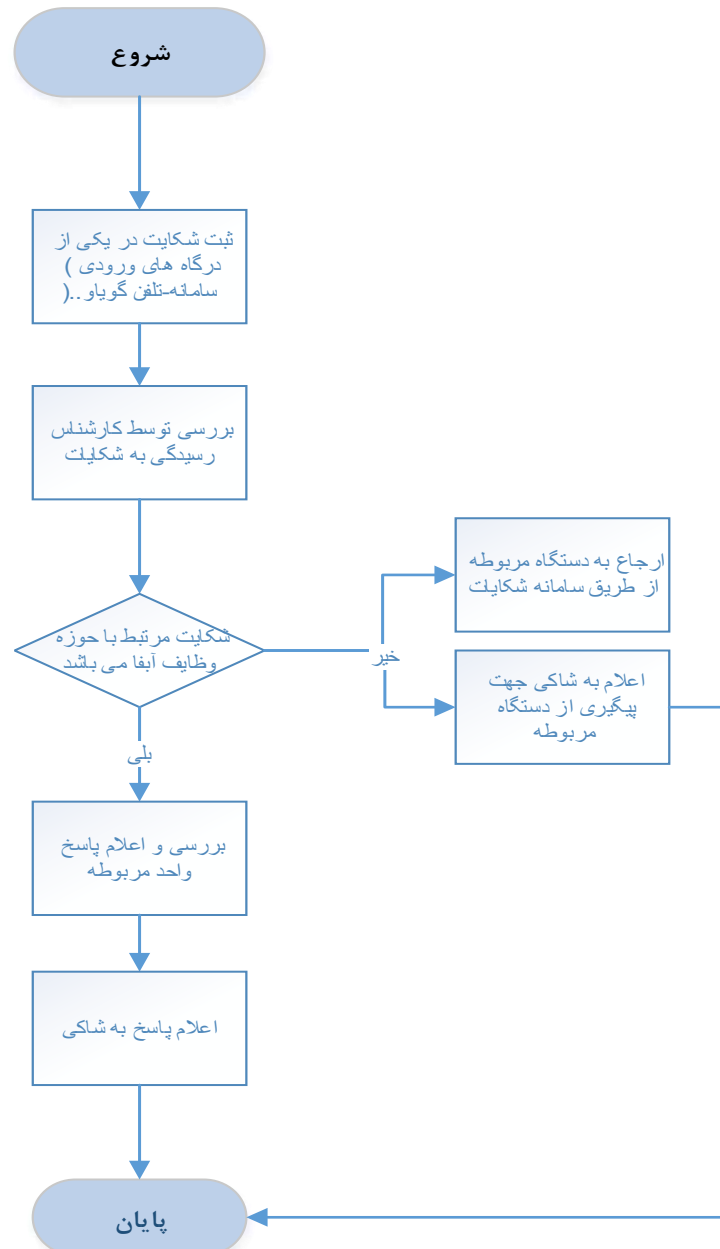 شروع
ثبت شکایت در یکی از
درگاه های ورودی (
سامانه-تلفن گویاو..)
بررسی توسط کارشناس
رسیدگی به شکایات
شکایت مرتبط با حوزه
وظایف آبفا می باشد
خیر
ارجاع به دستگاه مربوطه
از طریق سامانه شکایات
اعلام به شاکی جهت
پیگیری از دستگاه
مربوطه
بلی
بررسی و اعلام پاسخ
واحد مربوطه
اعلام پاسخ به شاکی
پایان